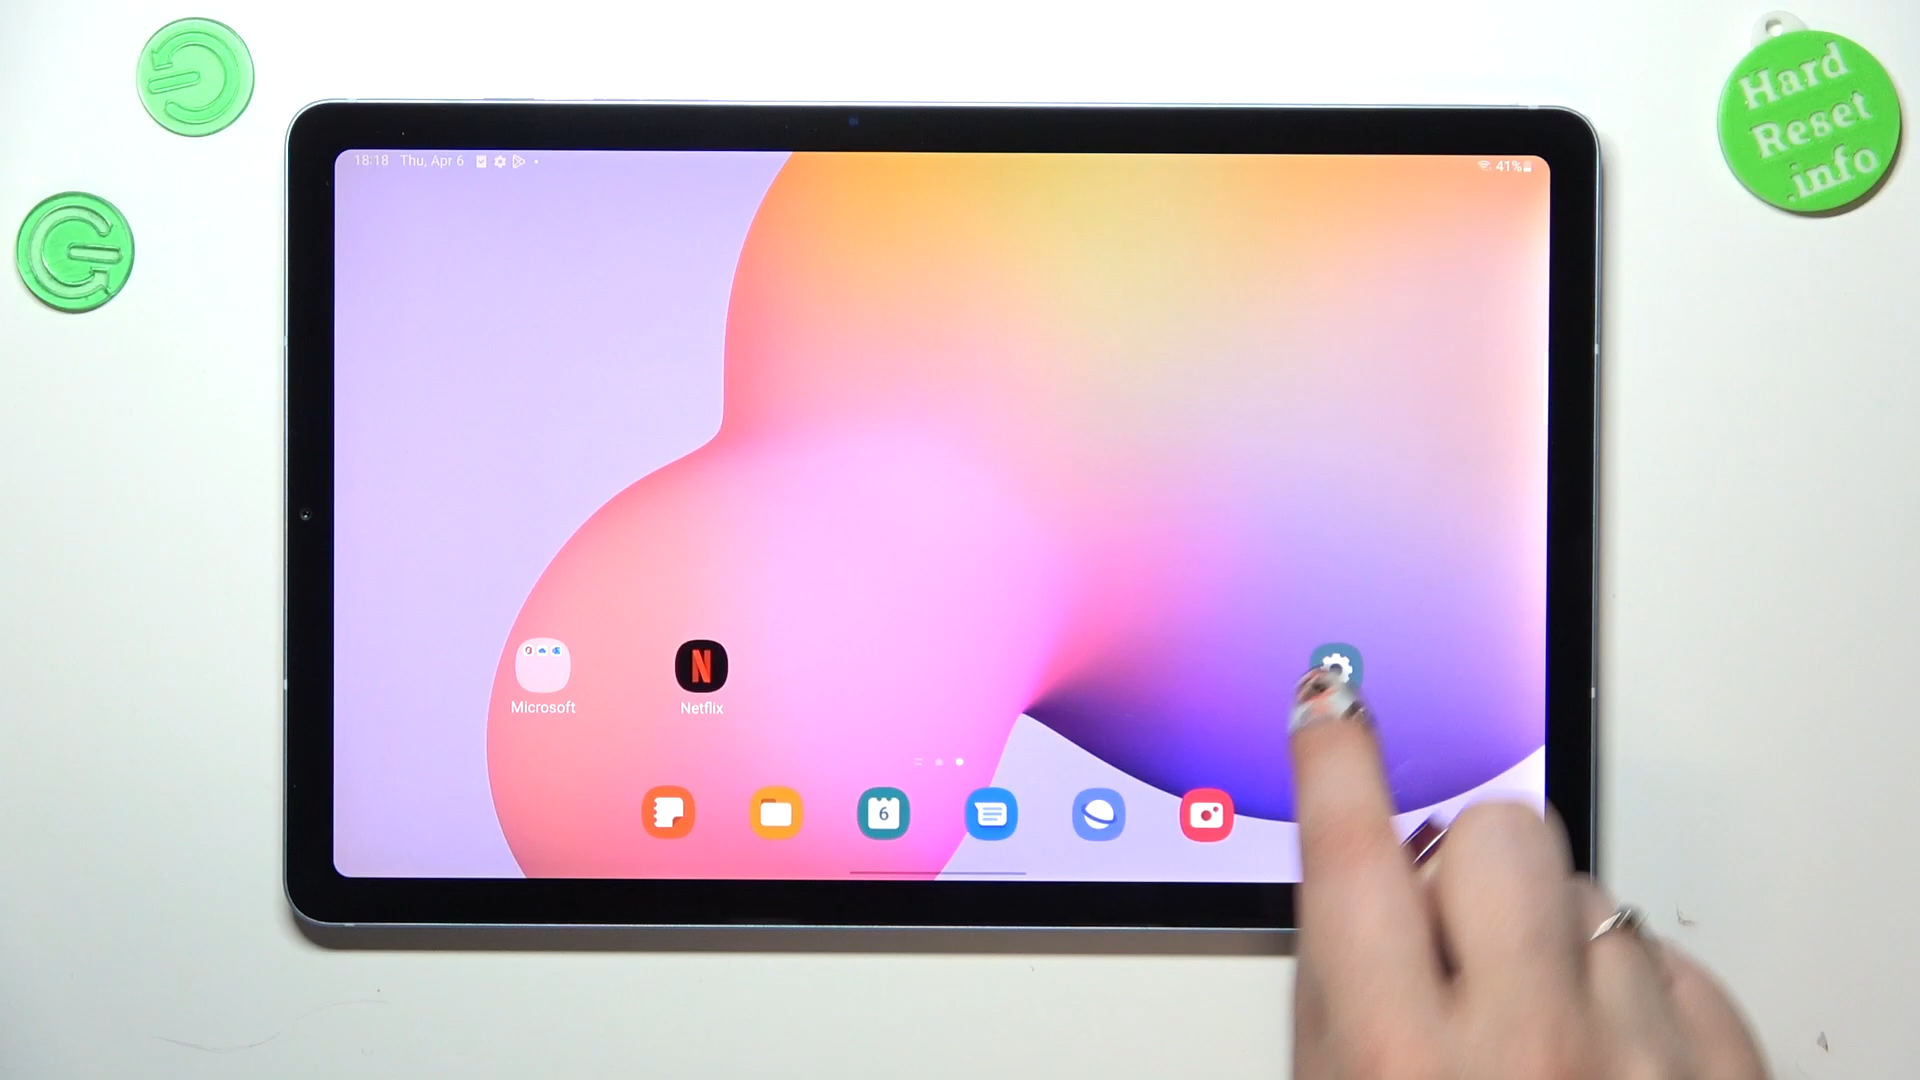 18:18 Thu, Apr 6
41%
Hard
Reset
.info
N
Microsoft
Netflix
6